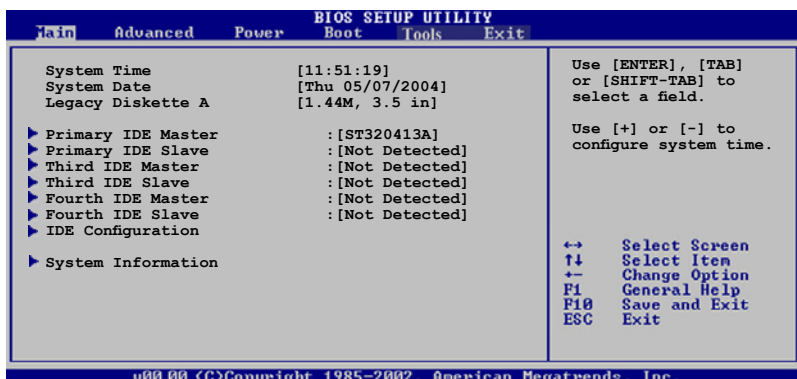 BIOS SETUP UTILITY
Main Advanced Power Boot Tools Exit
System Time [11:51:19]
System Date [Thu 05/07/2004]
Legacy Diskette A [1.44M, 3.5 in]
Primary IDE Master :[ST320413A]
Primary IDE Slave :[Not Detected]
Third IDE Master :[Not Detected]
Third IDE Slave :[Not Detected]
Fourth IDE Master :[Not Detected]
Fourth IDE Slave :[Not Detected]
IDE Configuration
System Information
Use [ENTER], [TAB]
or [SHIFT-TAB] to
select a field.
Use [+] or [-] to
configure system time.
↔ Select Screen
↑↓ Select Item
+- Change Option
F1 General Help
F10 Save and Exit
ESC Exit
v00.00 (C)Copyright 1985-2002, American Megatrends, Inc.